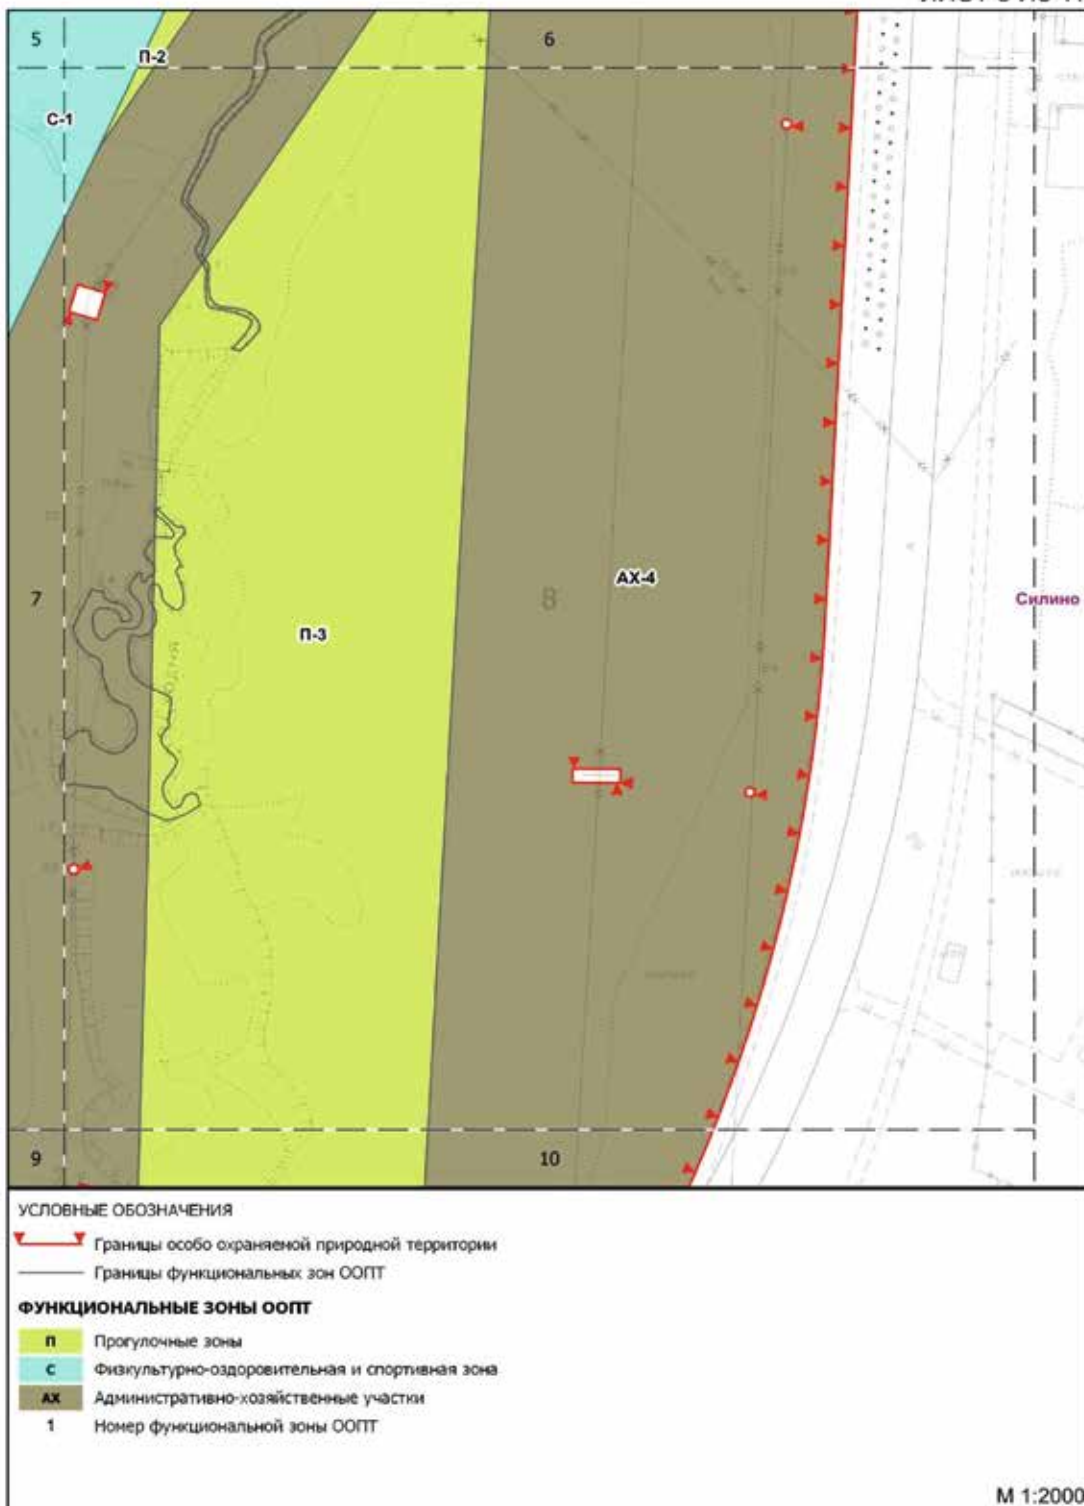 5
6
П-2
С-1
7
8
АХ-4
Силино
П-3
9
10
УСЛОВНЫЕ ОБОЗНАЧЕНИЯ
Границы особо охраняемой природной территории
Границы функциональных зон ООПТ
ФУНКЦИОНАЛЬНЫЕ ЗОНЫ ООПТ
П Прогулочные зоны
С Физкультурно-оздоровительная и спортивная зона
АХ Административно-хозяйственные участки
1 Номер функциональной зоны ООПТ
М 1:2000